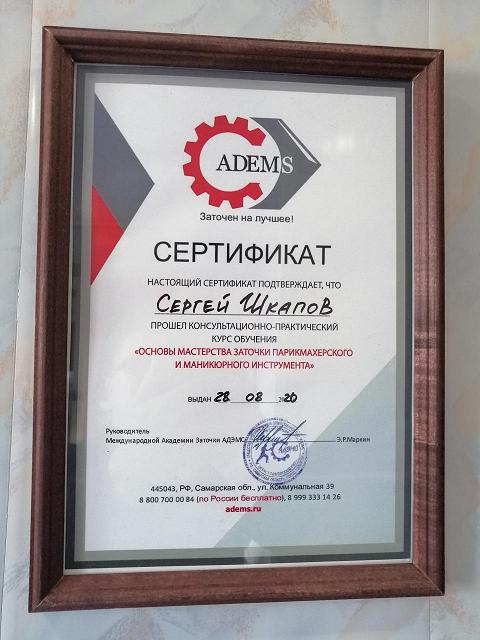 ADEMS
Заточен на лучшее!
СЕРТИФИКАТ
НАСТОЯЩИЙ СЕРТИФИКАТ ПОДТВЕРЖДАЕТ, ЧТО
СЕРГЕЙ ШКАПОВ
ПРОШЕЛ КОНСУЛЬТАЦИОННО-ПРАКТИЧЕСКИЙ
КУРС ОБУЧЕНИЯ
«ОСНОВЫ МАСТЕРСТВА ЗАТОЧКИ ПАРИКМАХЕРСКОГО
И МАНИКЮРНОГО ИНСТРУМЕНТА»
ВЫДАН 28 08 2020
Руководитель
Международной Академии Заточки АДЭМС Э.Р.Маркин
445043, РФ, Самарская обл., ул. Коммунальная 39
8 800 700 00 84 (по России бесплатно), 8 999 333 14 26
adems.ru